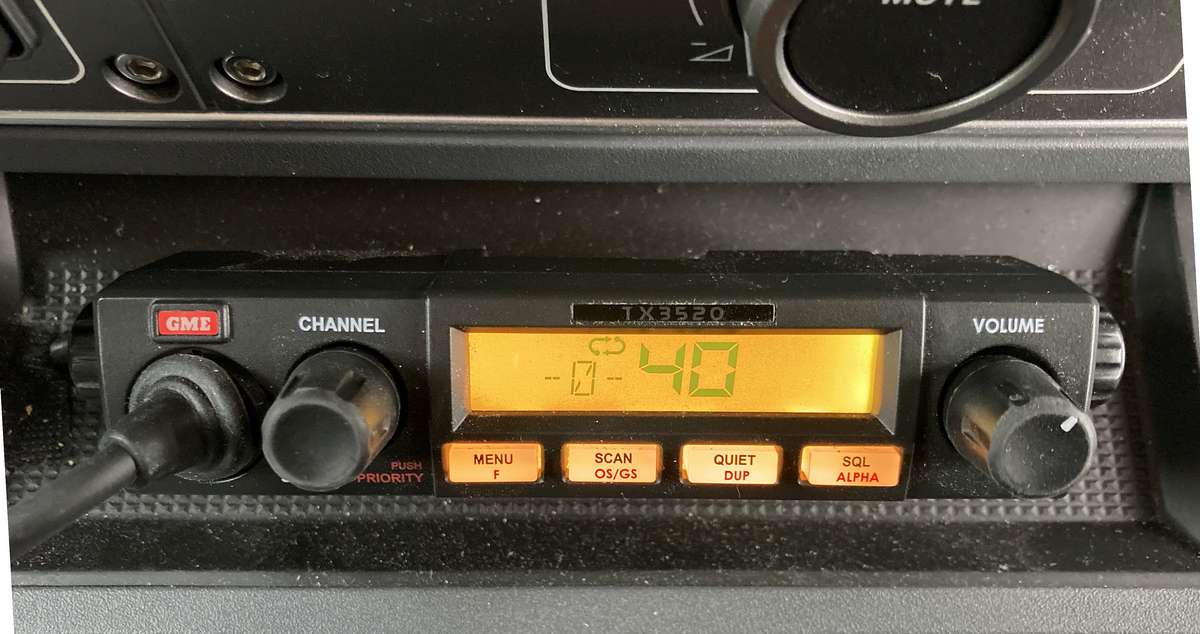 MUTE
GME
CHANNEL
TX3520
VOLUME
--0-- 40
PUSH
PRIORITY
MENU
F
SCAN
OS/GS
QUIET
DUP
SQL
ALPHA